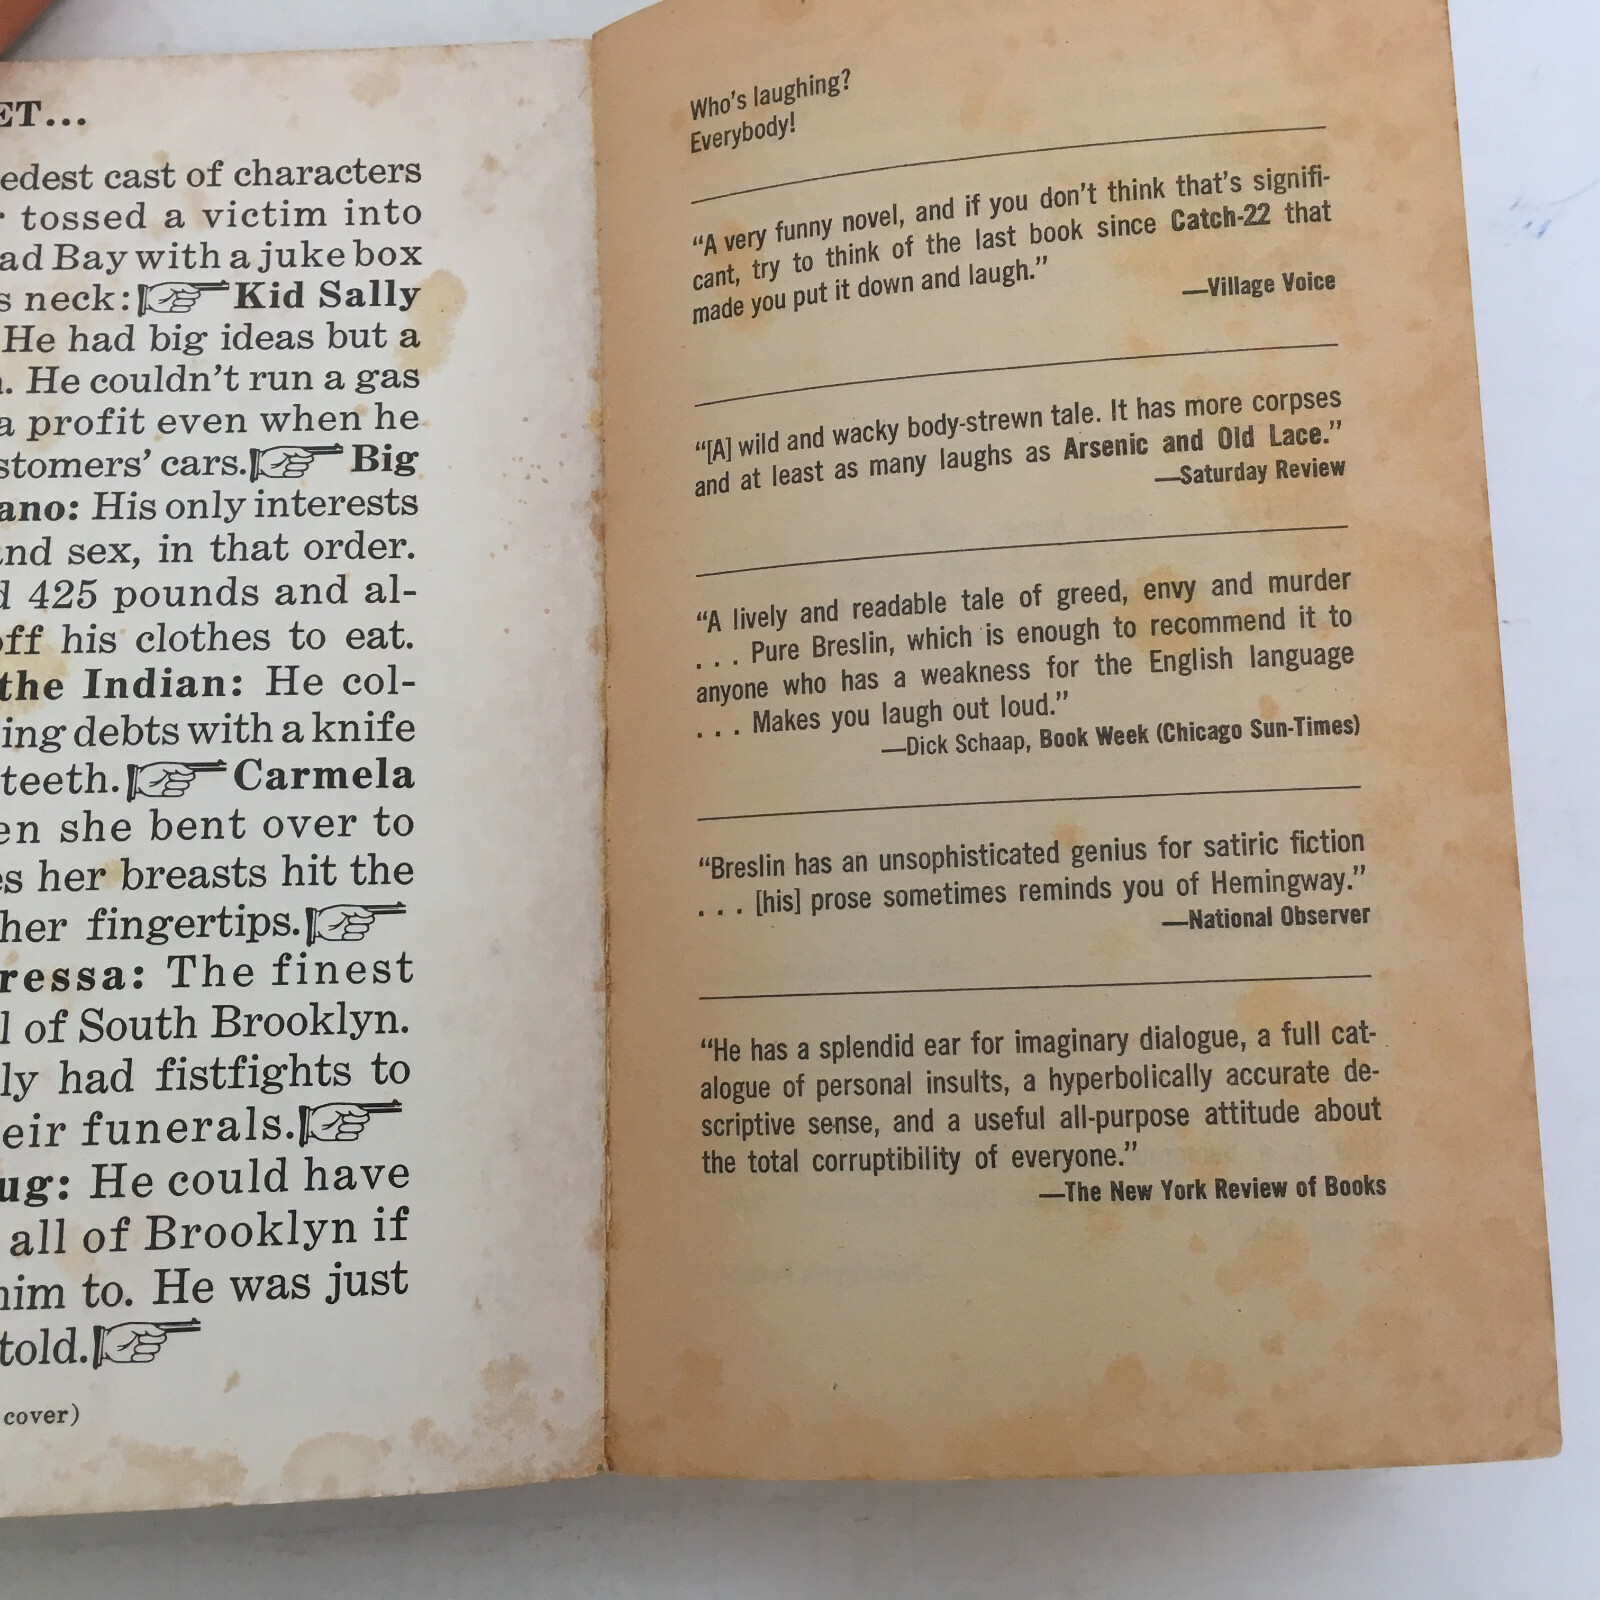 ET...
edest cast of characters
tossed a victim into
ad Bay with a juke box
s neck: Kid Sally
He had big ideas but a
. He couldn't run a gas
a profit even when he
stomers' cars. Big
ano: His only interests
nd sex, in that order.
d 425 pounds and al-
off his clothes to eat.
the Indian: He col-
ing debts with a knife
teeth. Carmela
en she bent over to
es her breasts hit the
her fingertips.
ressa: The finest
l of South Brooklyn.
ly had fistfights to
eir funerals.
ug: He could have
all of Brooklyn if
him to. He was just
told.
cover)
Who's laughing?
Everybody!
“A very funny novel, and if you don't think that's signifi-
cant, try to think of the last book since Catch-22 that
made you put it down and laugh.”
—Village Voice
“[A] wild and wacky body-strewn tale. It has more corpses
and at least as many laughs as Arsenic and Old Lace.”
—Saturday Review
“A lively and readable tale of greed, envy and murder
. . . Pure Breslin, which is enough to recommend it to
anyone who has a weakness for the English language
. . . Makes you laugh out loud.”
—Dick Schaap, Book Week (Chicago Sun-Times)
“Breslin has an unsophisticated genius for satiric fiction
. . . [his] prose sometimes reminds you of Hemingway.”
—National Observer
“He has a splendid ear for imaginary dialogue, a full cat-
alogue of personal insults, a hyperbolically accurate de-
scriptive sense, and a useful all-purpose attitude about
the total corruptibility of everyone.”
—The New York Review of Books